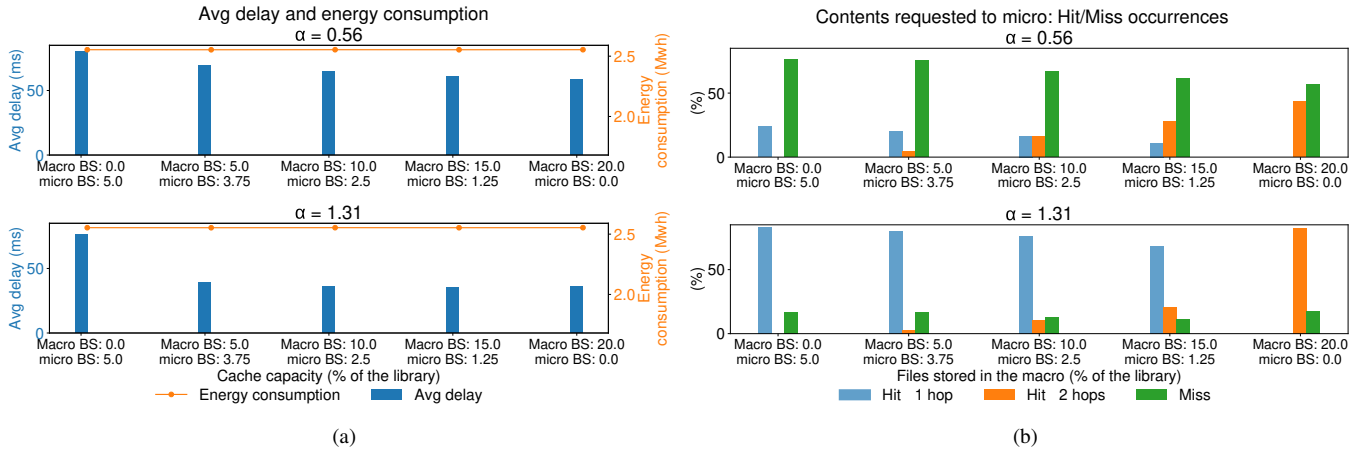 Avg delay and energy consumption
α = 0.56
Avg delay (ms)
50
0
2.5
2.0
Energy
consumption (Mwh)
Macro BS: 0.0
micro BS: 5.0
Macro BS: 5.0
micro BS: 3.75
Macro BS: 10.0
micro BS: 2.5
Macro BS: 15.0
micro BS: 1.25
Macro BS: 20.0
micro BS: 0.0
α = 1.31
Avg delay (ms)
50
0
2.5
2.0
Energy
consumption (Mwh)
Macro BS: 0.0
micro BS: 5.0
Macro BS: 5.0
micro BS: 3.75
Macro BS: 10.0
micro BS: 2.5
Macro BS: 15.0
micro BS: 1.25
Macro BS: 20.0
micro BS: 0.0
Cache capacity (% of the library)
Energy consumption
Avg delay
(a)
Contents requested to micro: Hit/Miss occurrences
α = 0.56
(%)
50
0
Macro BS: 0.0
micro BS: 5.0
Macro BS: 5.0
micro BS: 3.75
Macro BS: 10.0
micro BS: 2.5
Macro BS: 15.0
micro BS: 1.25
Macro BS: 20.0
micro BS: 0.0
α = 1.31
(%)
50
0
Macro BS: 0.0
micro BS: 5.0
Macro BS: 5.0
micro BS: 3.75
Macro BS: 10.0
micro BS: 2.5
Macro BS: 15.0
micro BS: 1.25
Macro BS: 20.0
micro BS: 0.0
Files stored in the macro (% of the library)
Hit 1 hop
Hit 2 hops
Miss
(b)